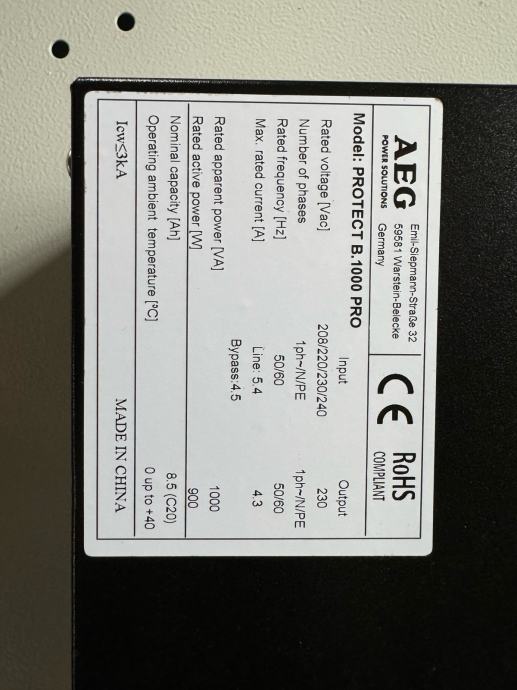 AEG
POWER SOLUTIONS
Emil-Siepmann-Straße 32
59581 Warstein-Belecke
Germany
CE RoHS
COMPLIANT
Model: PROTECT B.1000 PRO
Input Output
Rated voltage [Vac] 208/220/230/240 230
Number of phases 1ph~/N/PE 1ph~/N/PE
Rated frequency [Hz] 50/60 50/60
Max. rated current [A] Line: 5.4 4.3
Bypass:4.5
Rated apparent power [VA] 1000
Rated active power [W] 900
Nominal capacity [Ah] 8.5 (C20)
Operating ambient temperature [°C] 0 up to +40
Icw≤3kA MADE IN CHINA